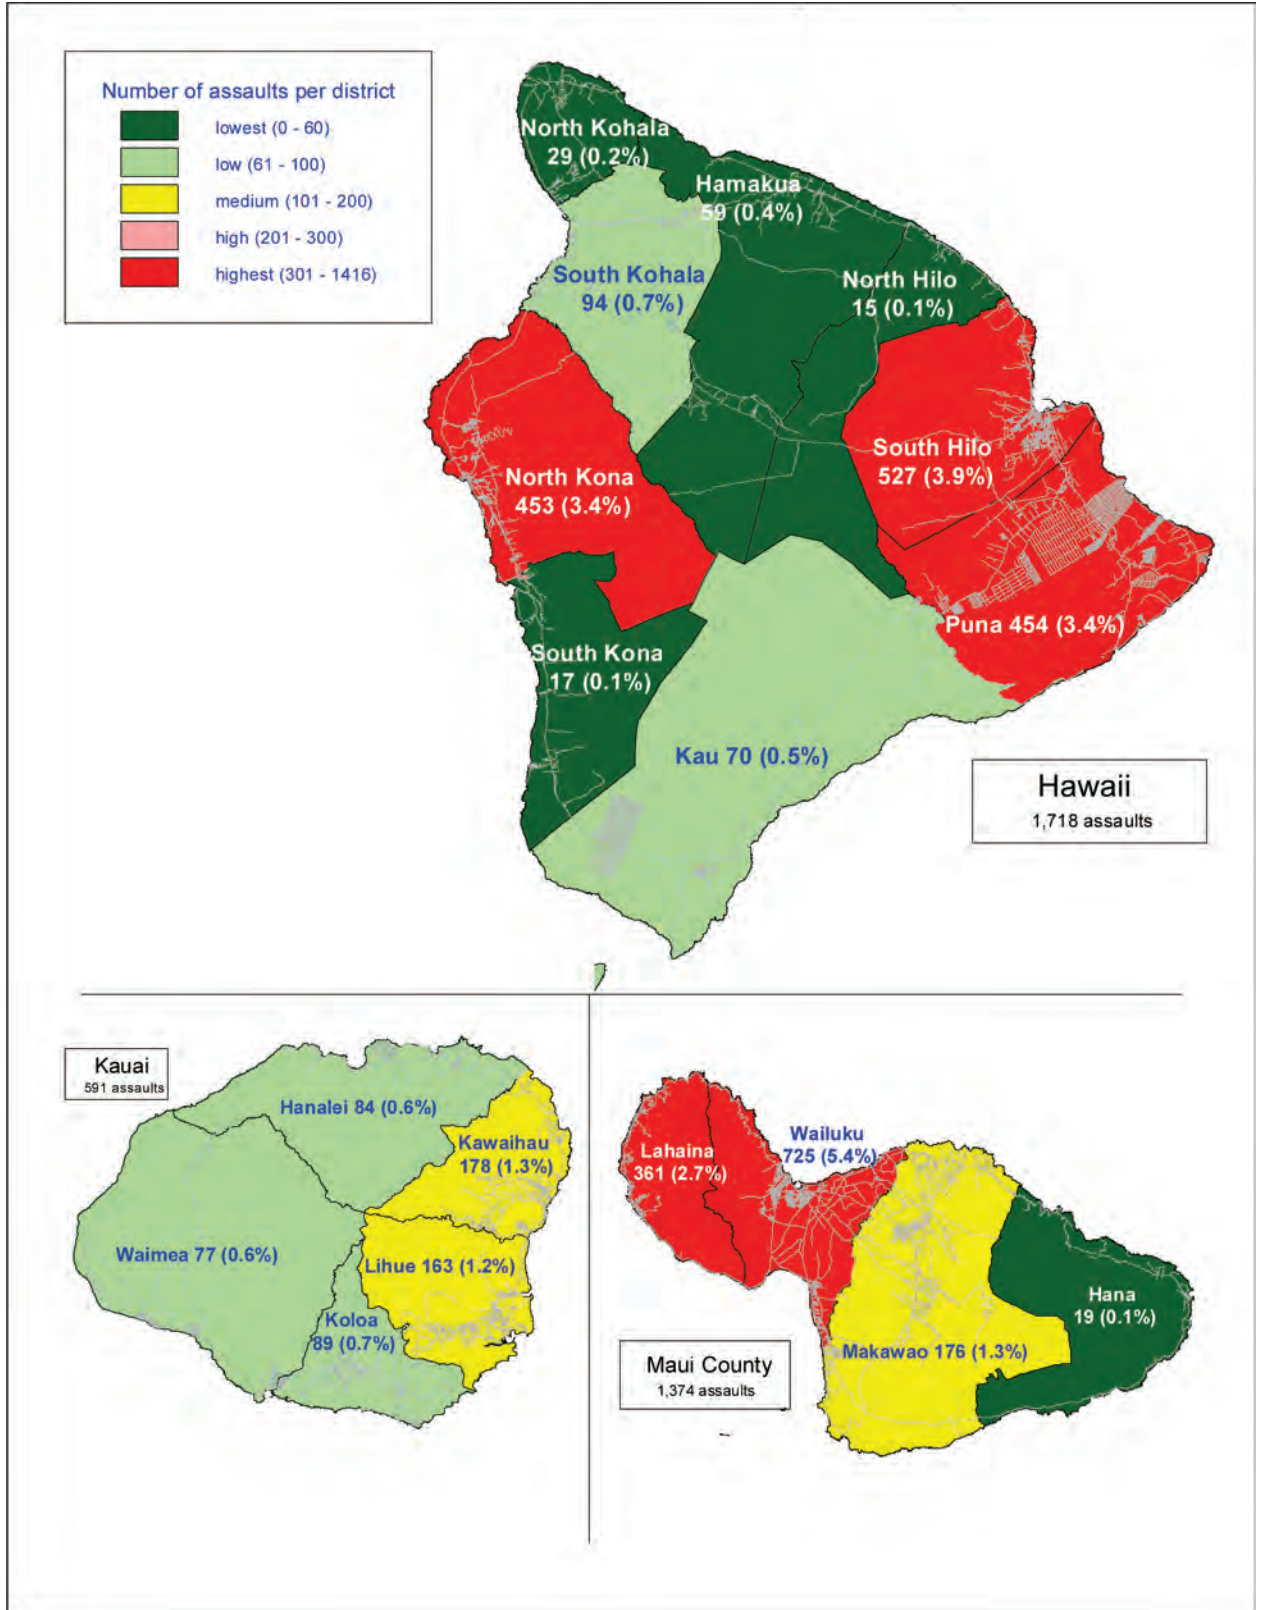 Number of assaults per district
lowest (0 - 60)
low (61 - 100)
medium (101 - 200)
high (201 - 300)
highest (301 - 1416)
North Kohala
29 (0.2%)
Hamakua
59 (0.4%)
South Kohala
94 (0.7%)
North Hilo
15 (0.1%)
South Hilo
527 (3.9%)
North Kona
453 (3.4%)
Puna 454 (3.4%)
South Kona
17 (0.1%)
Kau 70 (0.5%)
Hawaii
1,718 assaults
Kauai
591 assaults
Hanalei 84 (0.6%)
Kawaihau
178 (1.3%)
Waimea 77 (0.6%)
Lihue 163 (1.2%)
Koloa
89 (0.7%)
Wailuku
725 (5.4%)
Lahaina
361 (2.7%)
Hana
19 (0.1%)
Makawao 176 (1.3%)
Maui County
1,374 assaults